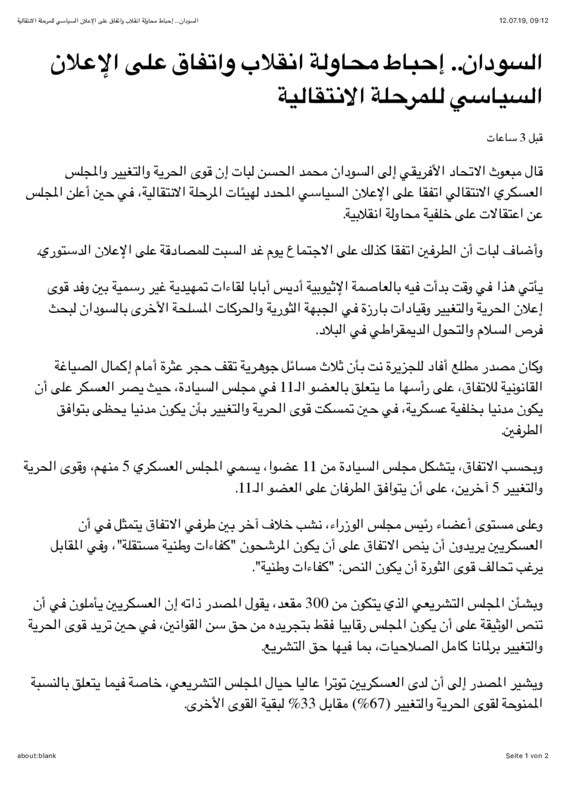 السودان.. إحباط محاولة انقلاب واتفاق على الإعلان السياسي للمرحلة الانتقالية
12.07.19, 09:12
السودان.. إحباط محاولة انقلاب واتفاق على الإعلان
السياسي للمرحلة الانتقالية
قبل 3 ساعات
قال مبعوث الاتحاد الأفريقي إلى السودان محمد الحسن لبات إن قوى الحرية والتغيير والمجلس
العسكري الانتقالي اتفقا على الإعلان السياسي المحدد لهيئات المرحلة الانتقالية، في حين أعلن المجلس
عن اعتقالات على خلفية محاولة انقلابية.
وأضاف لبات أن الطرفين اتفقا كذلك على الاجتماع يوم غد السبت للمصادقة على الإعلان الدستوري.
يأتي هذا في وقت بدأت فيه بالعاصمة الإثيوبية أديس أبابا لقاءات تمهيدية غير رسمية بين وفد قوى
إعلان الحرية والتغيير وقيادات بارزة في الجبهة الثورية والحركات المسلحة الأخرى بالسودان لبحث
فرص السلام والتحول الديمقراطي في البلاد.
وكان مصدر مطلع أفاد للجزيرة نت بأن ثلاث مسائل جوهرية تقف حجر عثرة أمام إكمال الصياغة
القانونية للاتفاق، على رأسها ما يتعلق بالعضو الـ11 في مجلس السيادة، حيث يصر العسكر على أن
يكون مدنيا بخلفية عسكرية، في حين تمسكت قوى الحرية والتغيير بأن يكون مدنيا يحظى بتوافق
الطرفين.
وبحسب الاتفاق، يتشكل مجلس السيادة من 11 عضوا، يسمي المجلس العسكري 5 منهم، وقوى الحرية
والتغيير 5 آخرين، على أن يتوافق الطرفان على العضو الـ11.
وعلى مستوى أعضاء رئيس مجلس الوزراء، نشب خلاف آخر بين طرفي الاتفاق يتمثل في أن
العسكريين يريدون أن ينص الاتفاق على أن يكون المرشحون "كفاءات وطنية مستقلة"، وفي المقابل
يرغب تحالف قوى الثورة أن يكون النص: "كفاءات وطنية".
وبشأن المجلس التشريعي الذي يتكون من 300 مقعد، يقول المصدر ذاته إن العسكريين يأملون في أن
تنص الوثيقة على أن يكون المجلس رقابيا فقط بتجريده من حق سن القوانين، في حين تريد قوى الحرية
والتغيير برلمانا كامل الصلاحيات، بما فيها حق التشريع.
ويشير المصدر إلى أن لدى العسكريين توترا عاليا حيال المجلس التشريعي، خاصة فيما يتعلق بالنسبة
الممنوحة لقوى الحرية والتغيير (67%) مقابل 33% لبقية القوى الأخرى.
about:blank
Seite 1 von 2